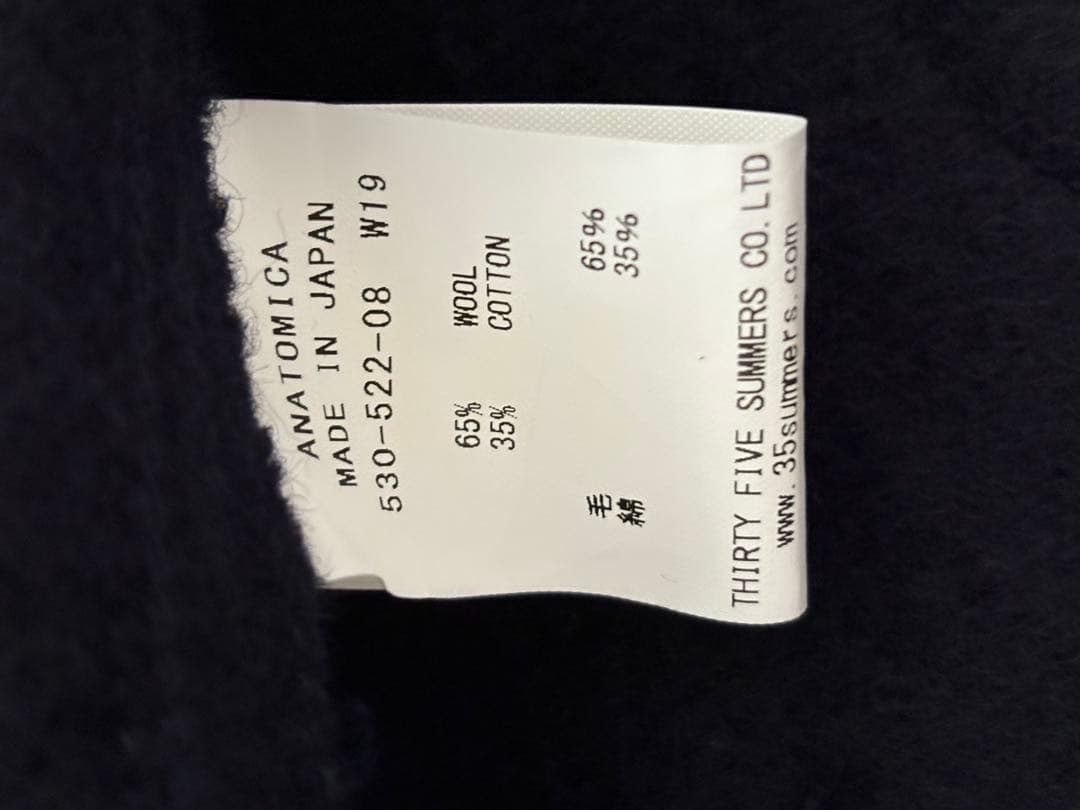 ANATOMICA
MADE IN JAPAN
530-522-08 W19
65% WOOL
35% COTTON
毛 65%
綿 35%
THIRTY FIVE SUMMERS CO.LTD
www.35summers.com